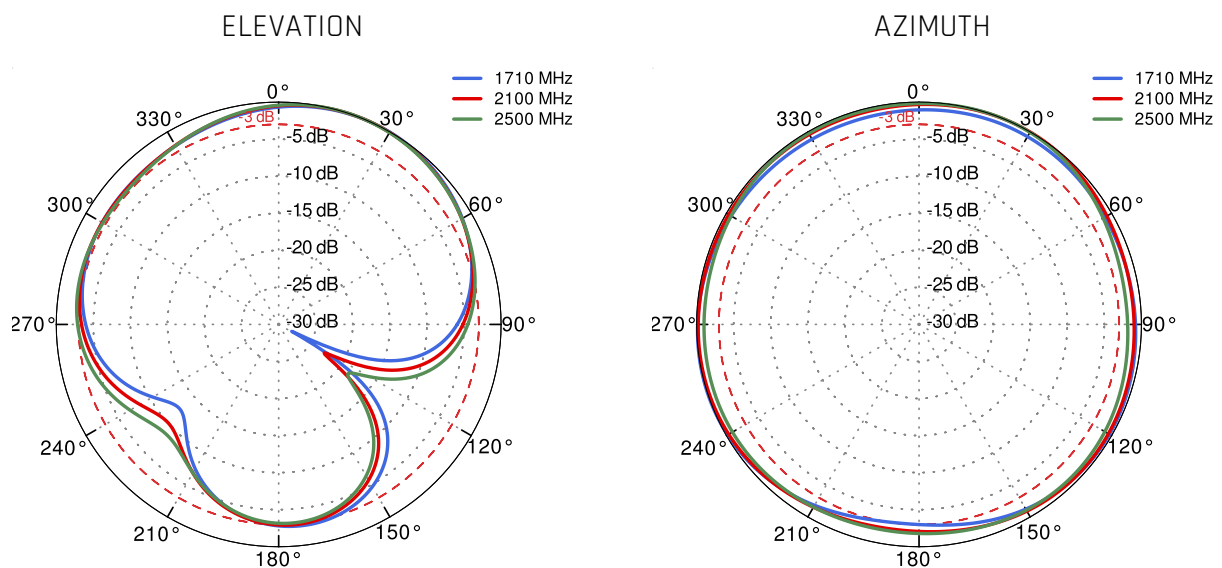 ELEVATION
1710 MHz
2100 MHz
2500 MHz
0°
330°
-3 dB
30°
-5 dB
-10 dB
300°
60°
-15 dB
-20 dB
-25 dB
270°
-30 dB
90°
240°
120°
210°
150°
180°
AZIMUTH
1710 MHz
2100 MHz
2500 MHz
0°
330°
-3 dB
30°
-5 dB
-10 dB
300°
60°
-15 dB
-20 dB
-25 dB
270°
-30 dB
90°
240°
120°
210°
150°
180°